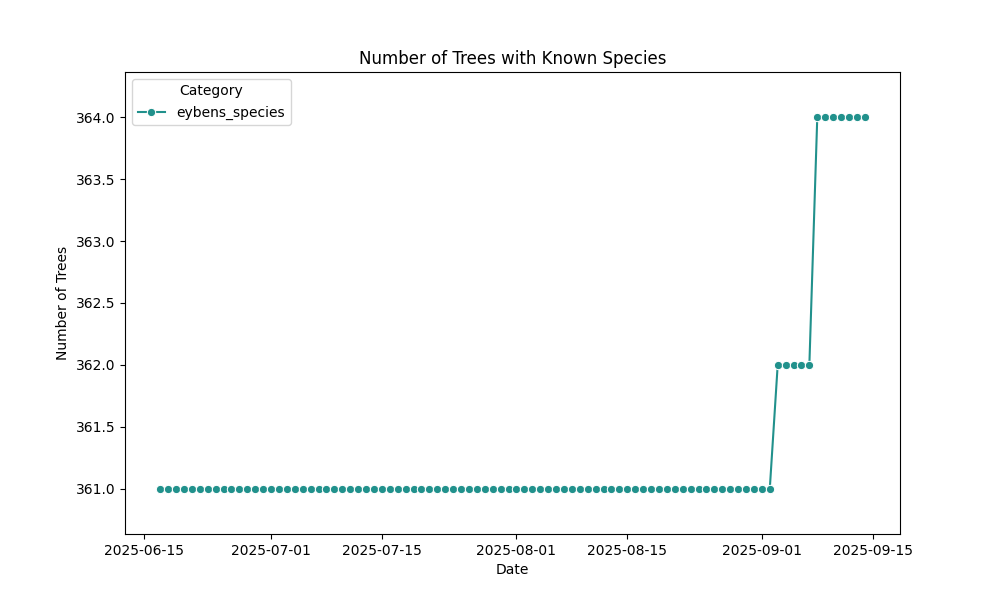 Number of Trees with Known Species
Category
eybens_species
Number of Trees
364.0
363.5
363.0
362.5
362.0
361.5
361.0
2025-06-15
2025-07-01
2025-07-15
2025-08-01
2025-08-15
2025-09-01
2025-09-15
Date